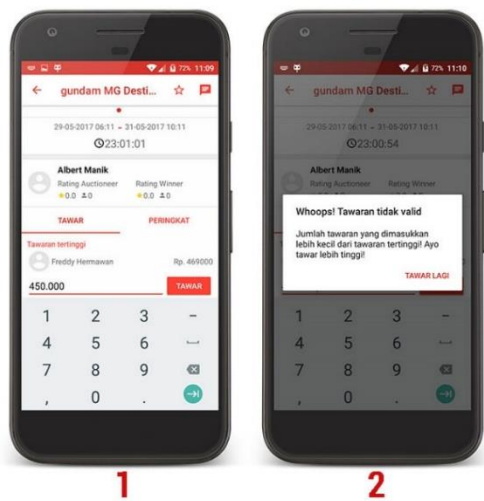 72% 11:09
gundam MG Desti...
29-05-2017 06:11 - 31-05-2017 10:11
23:01:01
Albert Manik
Rating Auctioneer Rating Winner
0.0 0 0.0 0
TAWAR PERINGKAT
Tawaran tertinggi
Freddy Hermawan Rp. 469000
450.000 TAWAR
1 2 3 -
4 5 6
7 8 9
, 0 .
1
72% 11:10
gundam MG Desti...
29-05-2017 06:11 - 31-05-2017 10:11
23:00:54
Albert Manik
Rating Auctioneer Rating Winner
Whoops! Tawaran tidak valid
Jumlah tawaran yang dimasukkan
lebih kecil dari tawaran tertinggi! Ayo
tawar lebih tinggi!
TAWAR LAGI
1 2 3 -
4 5 6
7 8 9
, 0 .
2